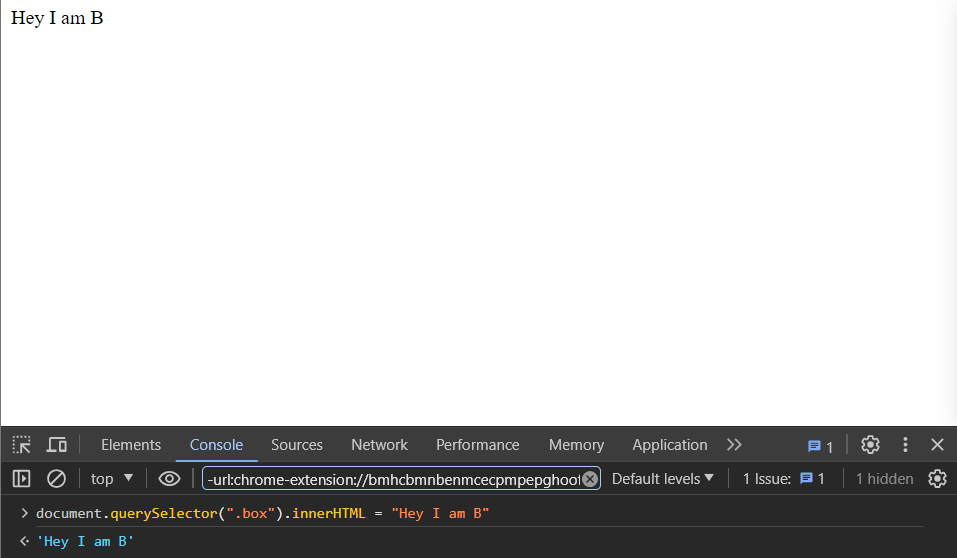 Hey I am B
Elements Console Sources Network Performance Memory Application 1
top -url:chrome-extension://bmhcbmnbenmcecpmpepghoof Default levels 1 Issue: 1 1 hidden
document.querySelector(".box").innerHTML = "Hey I am B"
'Hey I am B'